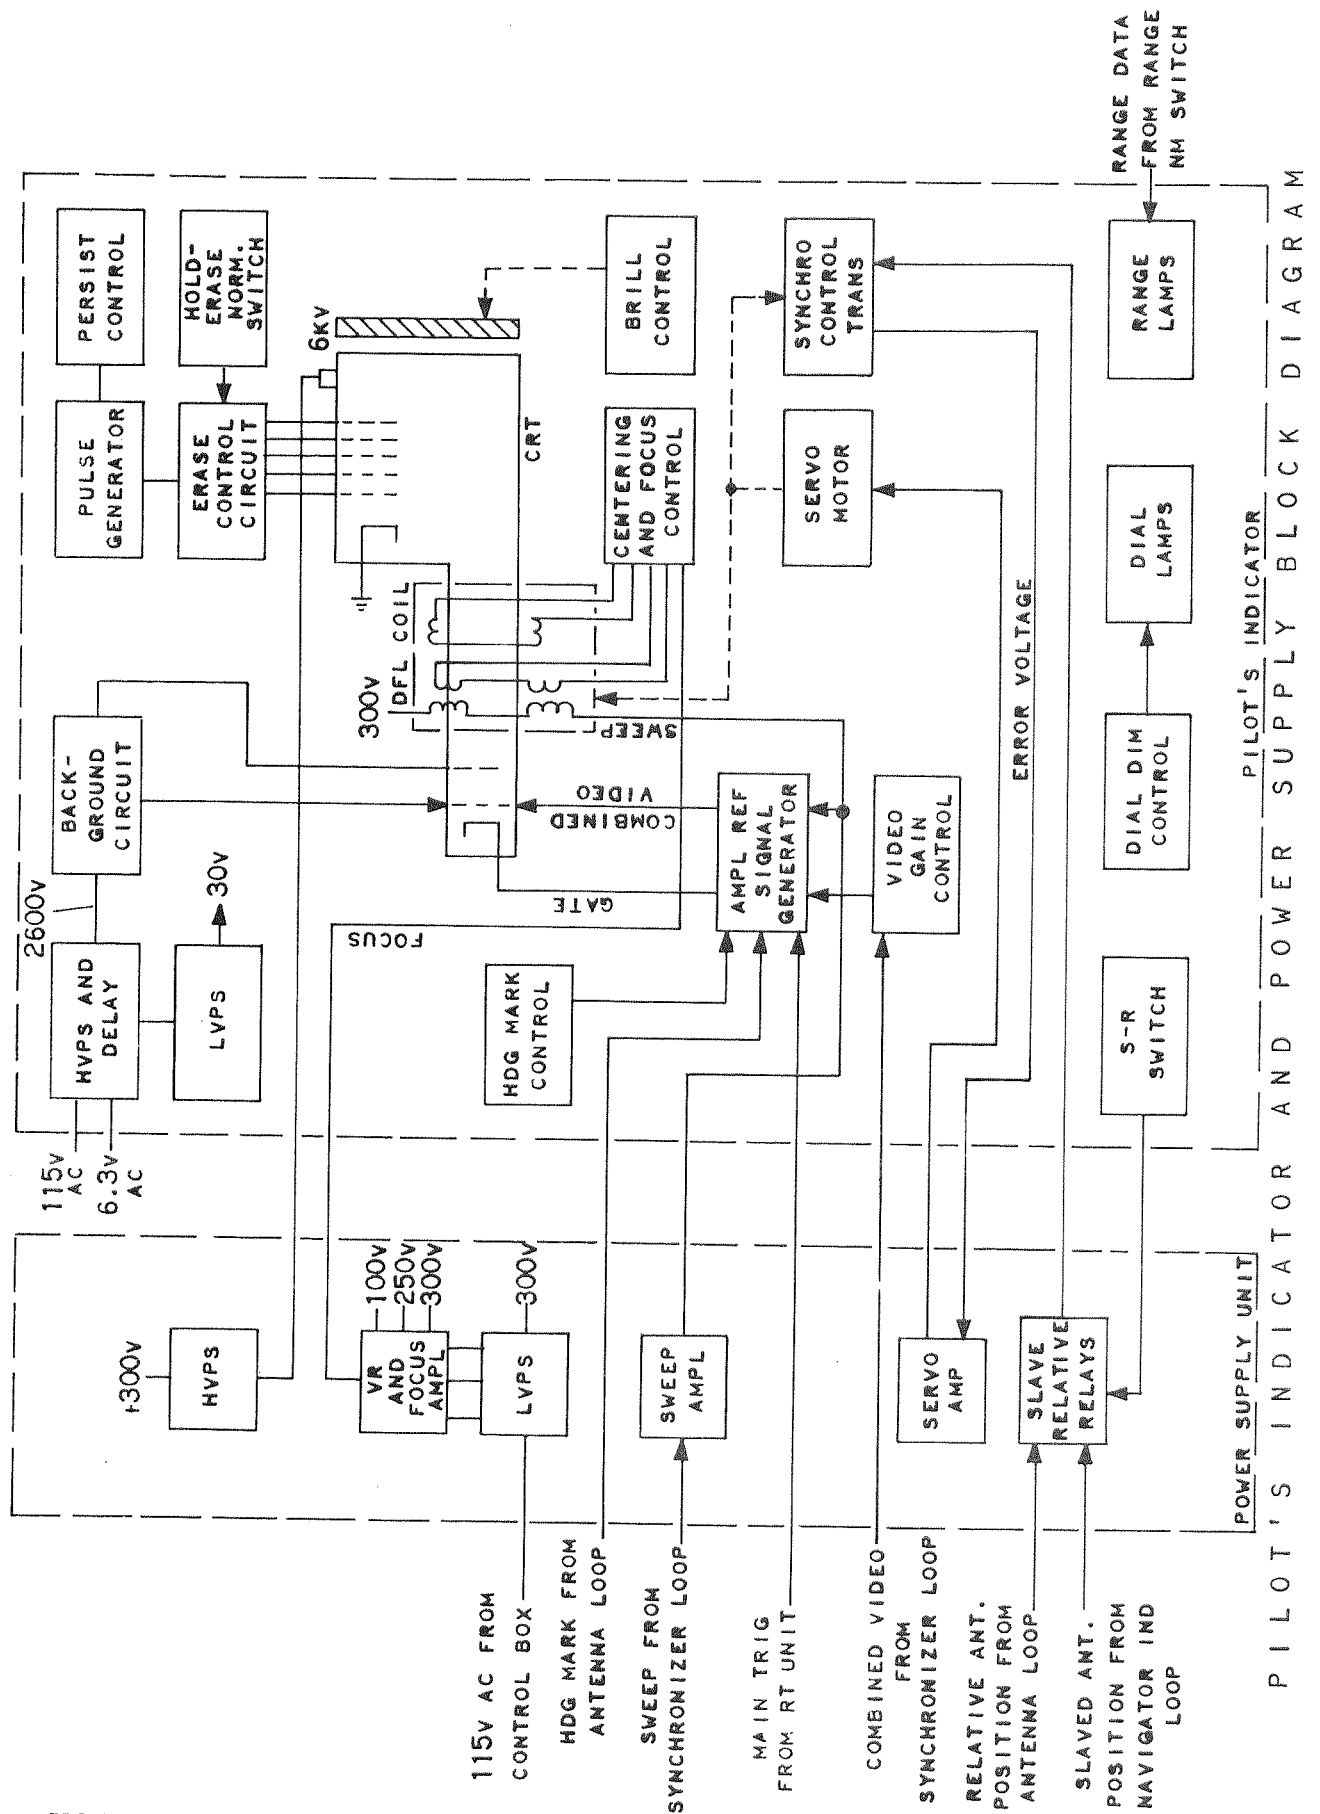 115V
AC
6.3V
AC
HVPS AND
DELAY
2600V
BACK-
GROUND
CIRCUIT
PULSE
GENERATOR
PERSIST
CONTROL
LVPS
30V
ERASE
CONTROL
CIRCUIT
HOLD-
ERASE
NORM.
SWITCH
+300V
HVPS
6KV
FOCUS
300V
DFL COIL
CRT
VR
AND
FOCUS
AMPL
100V
250V
300V
LVPS
300V
115V AC FROM
CONTROL BOX
HDG MARK
CONTROL
GATE
COMBINED
VIDEO
SWEEP
CENTERING
AND FOCUS
CONTROL
BRILL
CONTROL
HDG MARK FROM
ANTENNA LOOP
SWEEP FROM
SYNCHRONIZER LOOP
SWEEP
AMPL
MAIN TRIG
FROM RT UNIT
AMPL REF
SIGNAL
GENERATOR
SERVO
MOTOR
SYNCHRO
CONTROL
TRANS
COMBINED VIDEO
FROM
SYNCHRONIZER LOOP
VIDEO
GAIN
CONTROL
SERVO
AMP
ERROR VOLTAGE
RELATIVE ANT.
POSITION FROM
ANTENNA LOOP
SLAVED ANT.
POSITION FROM
NAVIGATOR IND
LOOP
SLAVE
RELATIVE
RELAYS
S-R
SWITCH
DIAL DIM
CONTROL
DIAL
LAMPS
RANGE
LAMPS
RANGE DATA
FROM RANGE
NM SWITCH
POWER SUPPLY UNIT
PILOT'S INDICATOR
PILOT'S INDICATOR AND POWER SUPPLY BLOCK DIAGRAM